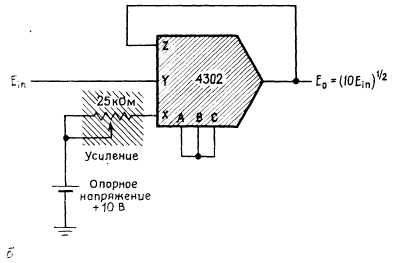 Z
E_in Y 4302 E_o = (10E_in)^1/2
25 кОм
X A B C
Усиление
Опорное
напряжение
+10 В
б